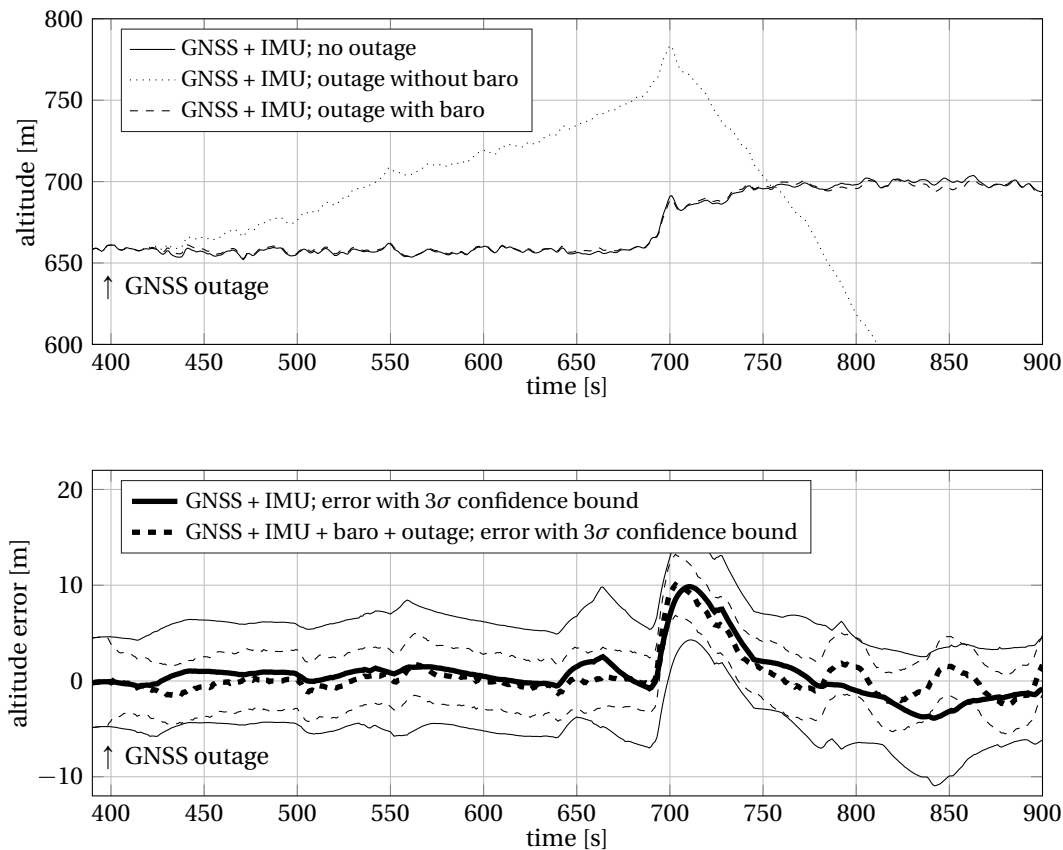 800
750
700
650
600
altitude [m]
GNSS + IMU; no outage
GNSS + IMU; outage without baro
GNSS + IMU; outage with baro
↑ GNSS outage
400 450 500 550 600 650 700 750 800 850 900
time [s]
20
10
0
−10
altitude error [m]
GNSS + IMU; error with 3σ confidence bound
GNSS + IMU + baro + outage; error with 3σ confidence bound
↑ GNSS outage
400 450 500 550 600 650 700 750 800 850 900
time [s]